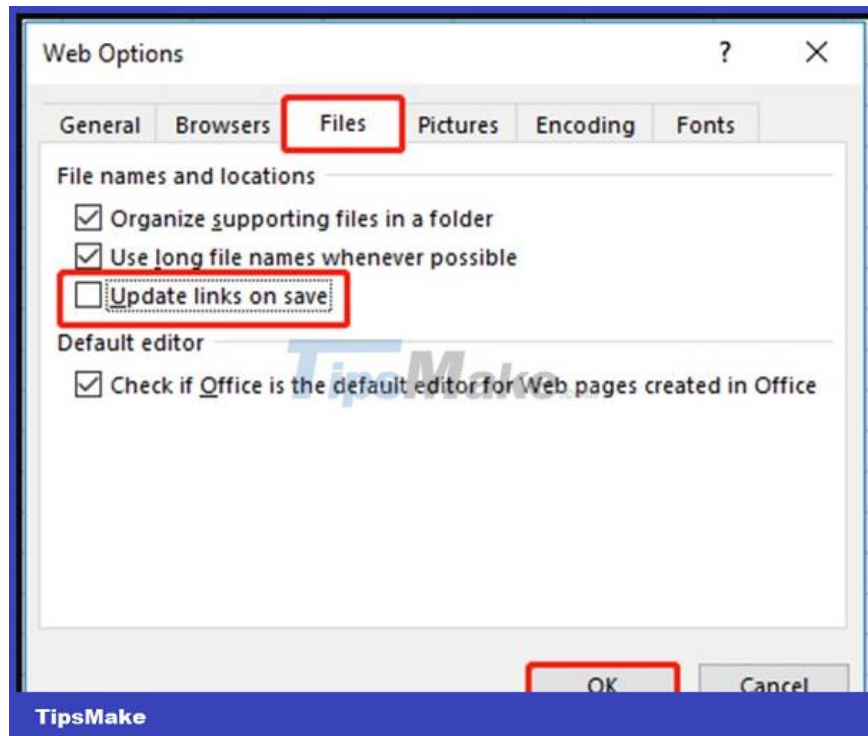 Web Options ?
General Browsers Files Pictures Encoding Fonts
File names and locations
Organize supporting files in a folder
Use long file names whenever possible
Update links on save
Default editor
TipsMake.com
Check if Office is the default editor for Web pages created in Office
OK Cancel
TipsMake